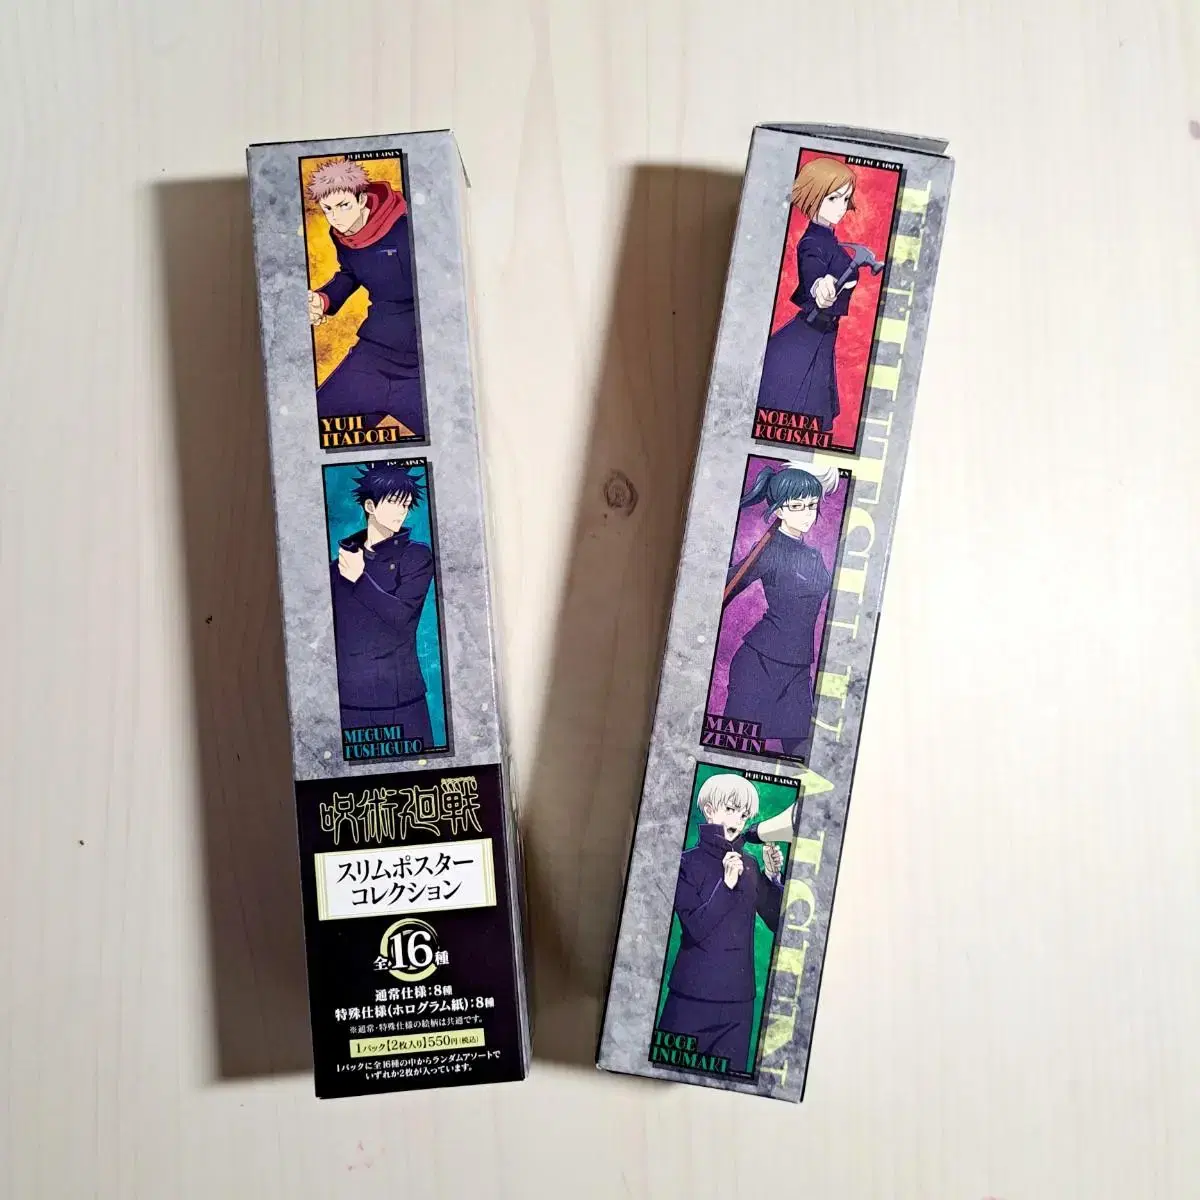 JUJUTSU KAISEN
YUJI
ITADORI
JUJUTSU KAISEN
MEGUMI
FUSHIGURO
呪術廻戦
スリムポスター
コレクション
全16種
通常仕様:8種
特殊仕様(ホログラム紙):8種
※通常・特殊仕様の絵柄は共通です。
1パック【2枚入り】550円(税込)
1パックに全16種の中からランダムアソートで
いずれか2枚が入っています。
JUJUTSU KAISEN
NOBARA
KUGISAKI
KAISEN
MAKI
ZEN'IN
JUJUTSU KAISEN
TOGE
INUMAKI